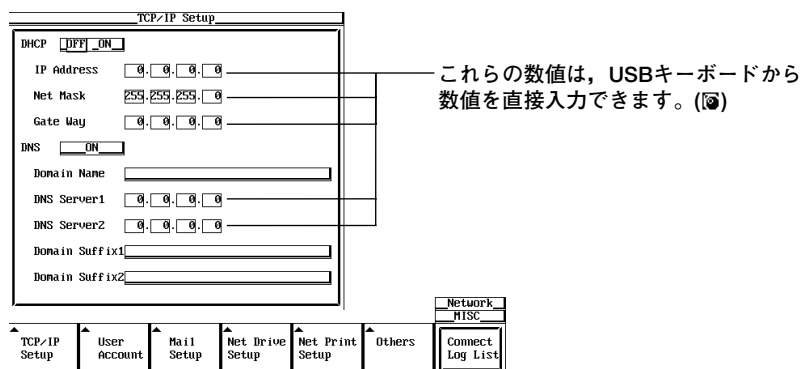 TCP/IP Setup
DHCP OFF ON
IP Address 0. 0. 0. 0
Net Mask 255. 255. 255. 0
Gate Way 0. 0. 0. 0
DNS ON
Domain Name
DNS Server1 0. 0. 0. 0
DNS Server2 0. 0. 0. 0
Domain Suffix1
Domain Suffix2
これらの数値は，USBキーボードから
数値を直接入力できます。()
Network
MISC
TCP/IP Setup
User Account
Mail Setup
Net Drive Setup
Net Print Setup
Others
Connect Log List